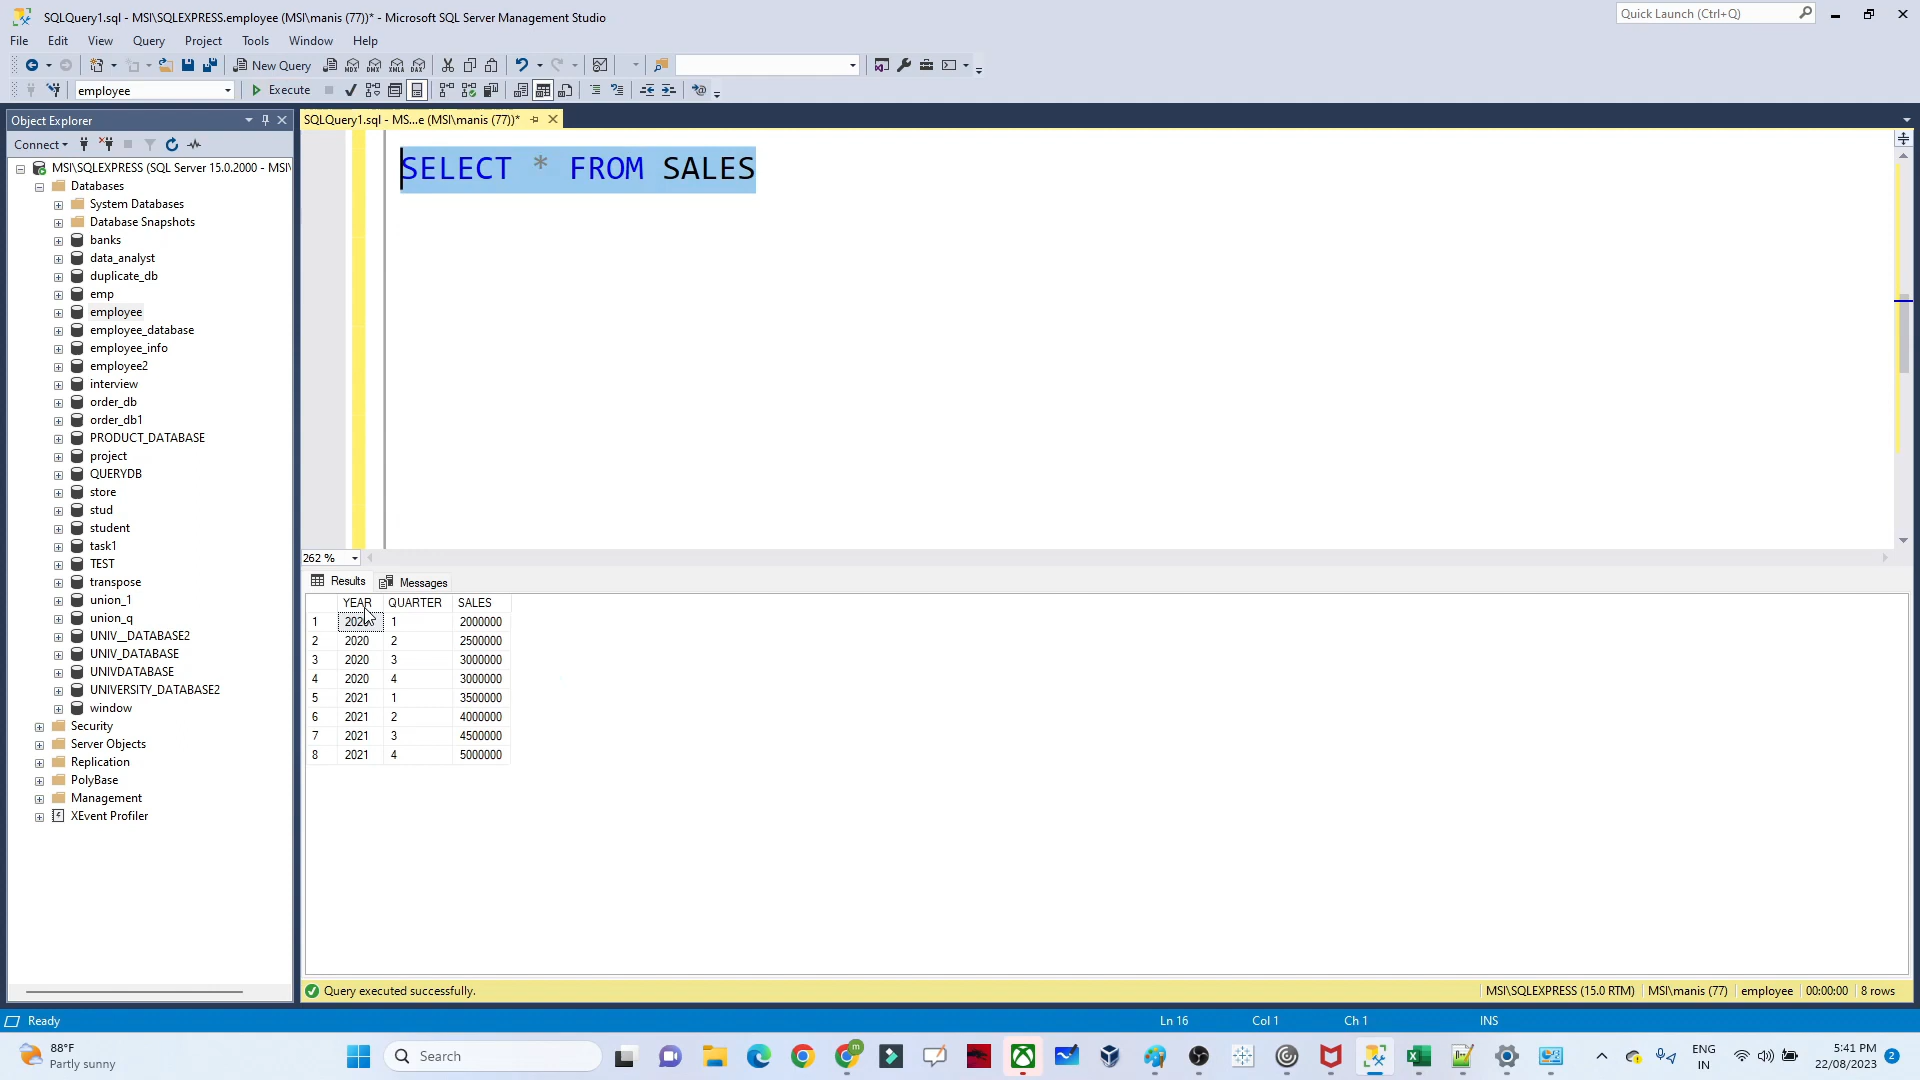 SQLQuery1.sql - MSI\SQLEXPRESS.employee (MSI\manis (77))* - Microsoft SQL Server Management Studio
Quick Launch (Ctrl+Q)
File Edit View Query Project Tools Window Help
New Query
MDX DMX XMLA DAX
employee
Execute
Object Explorer
SQLQuery1.sql - MS...e (MSI\manis (77))*
Connect
MSI\SQLEXPRESS (SQL Server 15.0.2000 - MSI\
Databases
System Databases
Database Snapshots
banks
data_analyst
duplicate_db
emp
employee
employee_database
employee_info
employee2
interview
order_db
order_db1
PRODUCT_DATABASE
project
QUERYDB
store
stud
student
task1
TEST
transpose
union_1
union_q
UNIV__DATABASE2
UNIV_DATABASE
UNIVDATABASE
UNIVERSITY_DATABASE2
window
Security
Server Objects
Replication
PolyBase
Management
XEvent Profiler
SELECT * FROM SALES
262 %
Results Messages
YEAR QUARTER SALES
1 2020 1 2000000
2 2020 2 2500000
3 2020 3 3000000
4 2020 4 3000000
5 2021 1 3500000
6 2021 2 4000000
7 2021 3 4500000
8 2021 4 5000000
Query executed successfully.
MSI\SQLEXPRESS (15.0 RTM) MSI\manis (77) employee 00:00:00 8 rows
Ready
Ln 16 Col 1 Ch 1 INS
88°F
Partly sunny
Search
m
ENG
IN
5:41 PM
22/08/2023
2